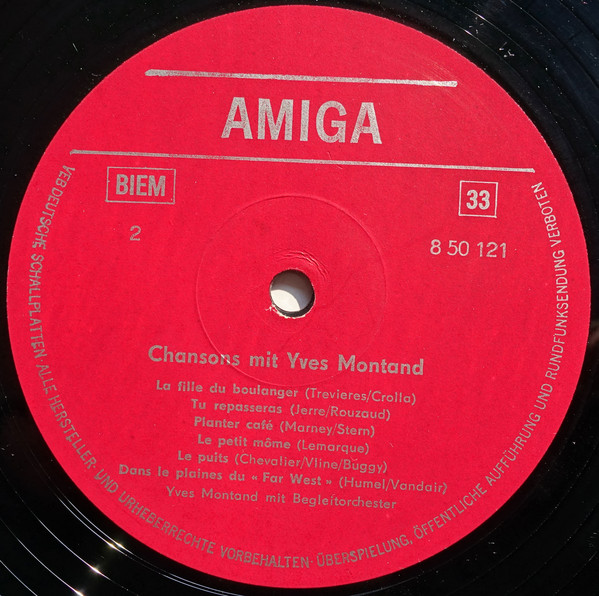 AMIGA
BIEM
33
2
8 50 121
Chansons mit Yves Montand
La fille du boulanger (Trevieres/Crolla)
Tu repasseras (Jerre/Rouzaud)
Planter café (Marney/Stern)
Le petit môme (Lemarque)
Le puits (Chevalier/Vline/Buggy)
Dans le plaines du « Far West » (Humel/Vandair)
Yves Montand mit Begleitorchester
VEB DEUTSCHE SCHALLPLATTEN · ALLE HERSTELLER- UND URHEBERRECHTE VORBEHALTEN · ÜBERSPIELUNG, ÖFFENTLICHE AUFFÜHRUNG UND RUNDFUNKSENDUNG VERBOTEN